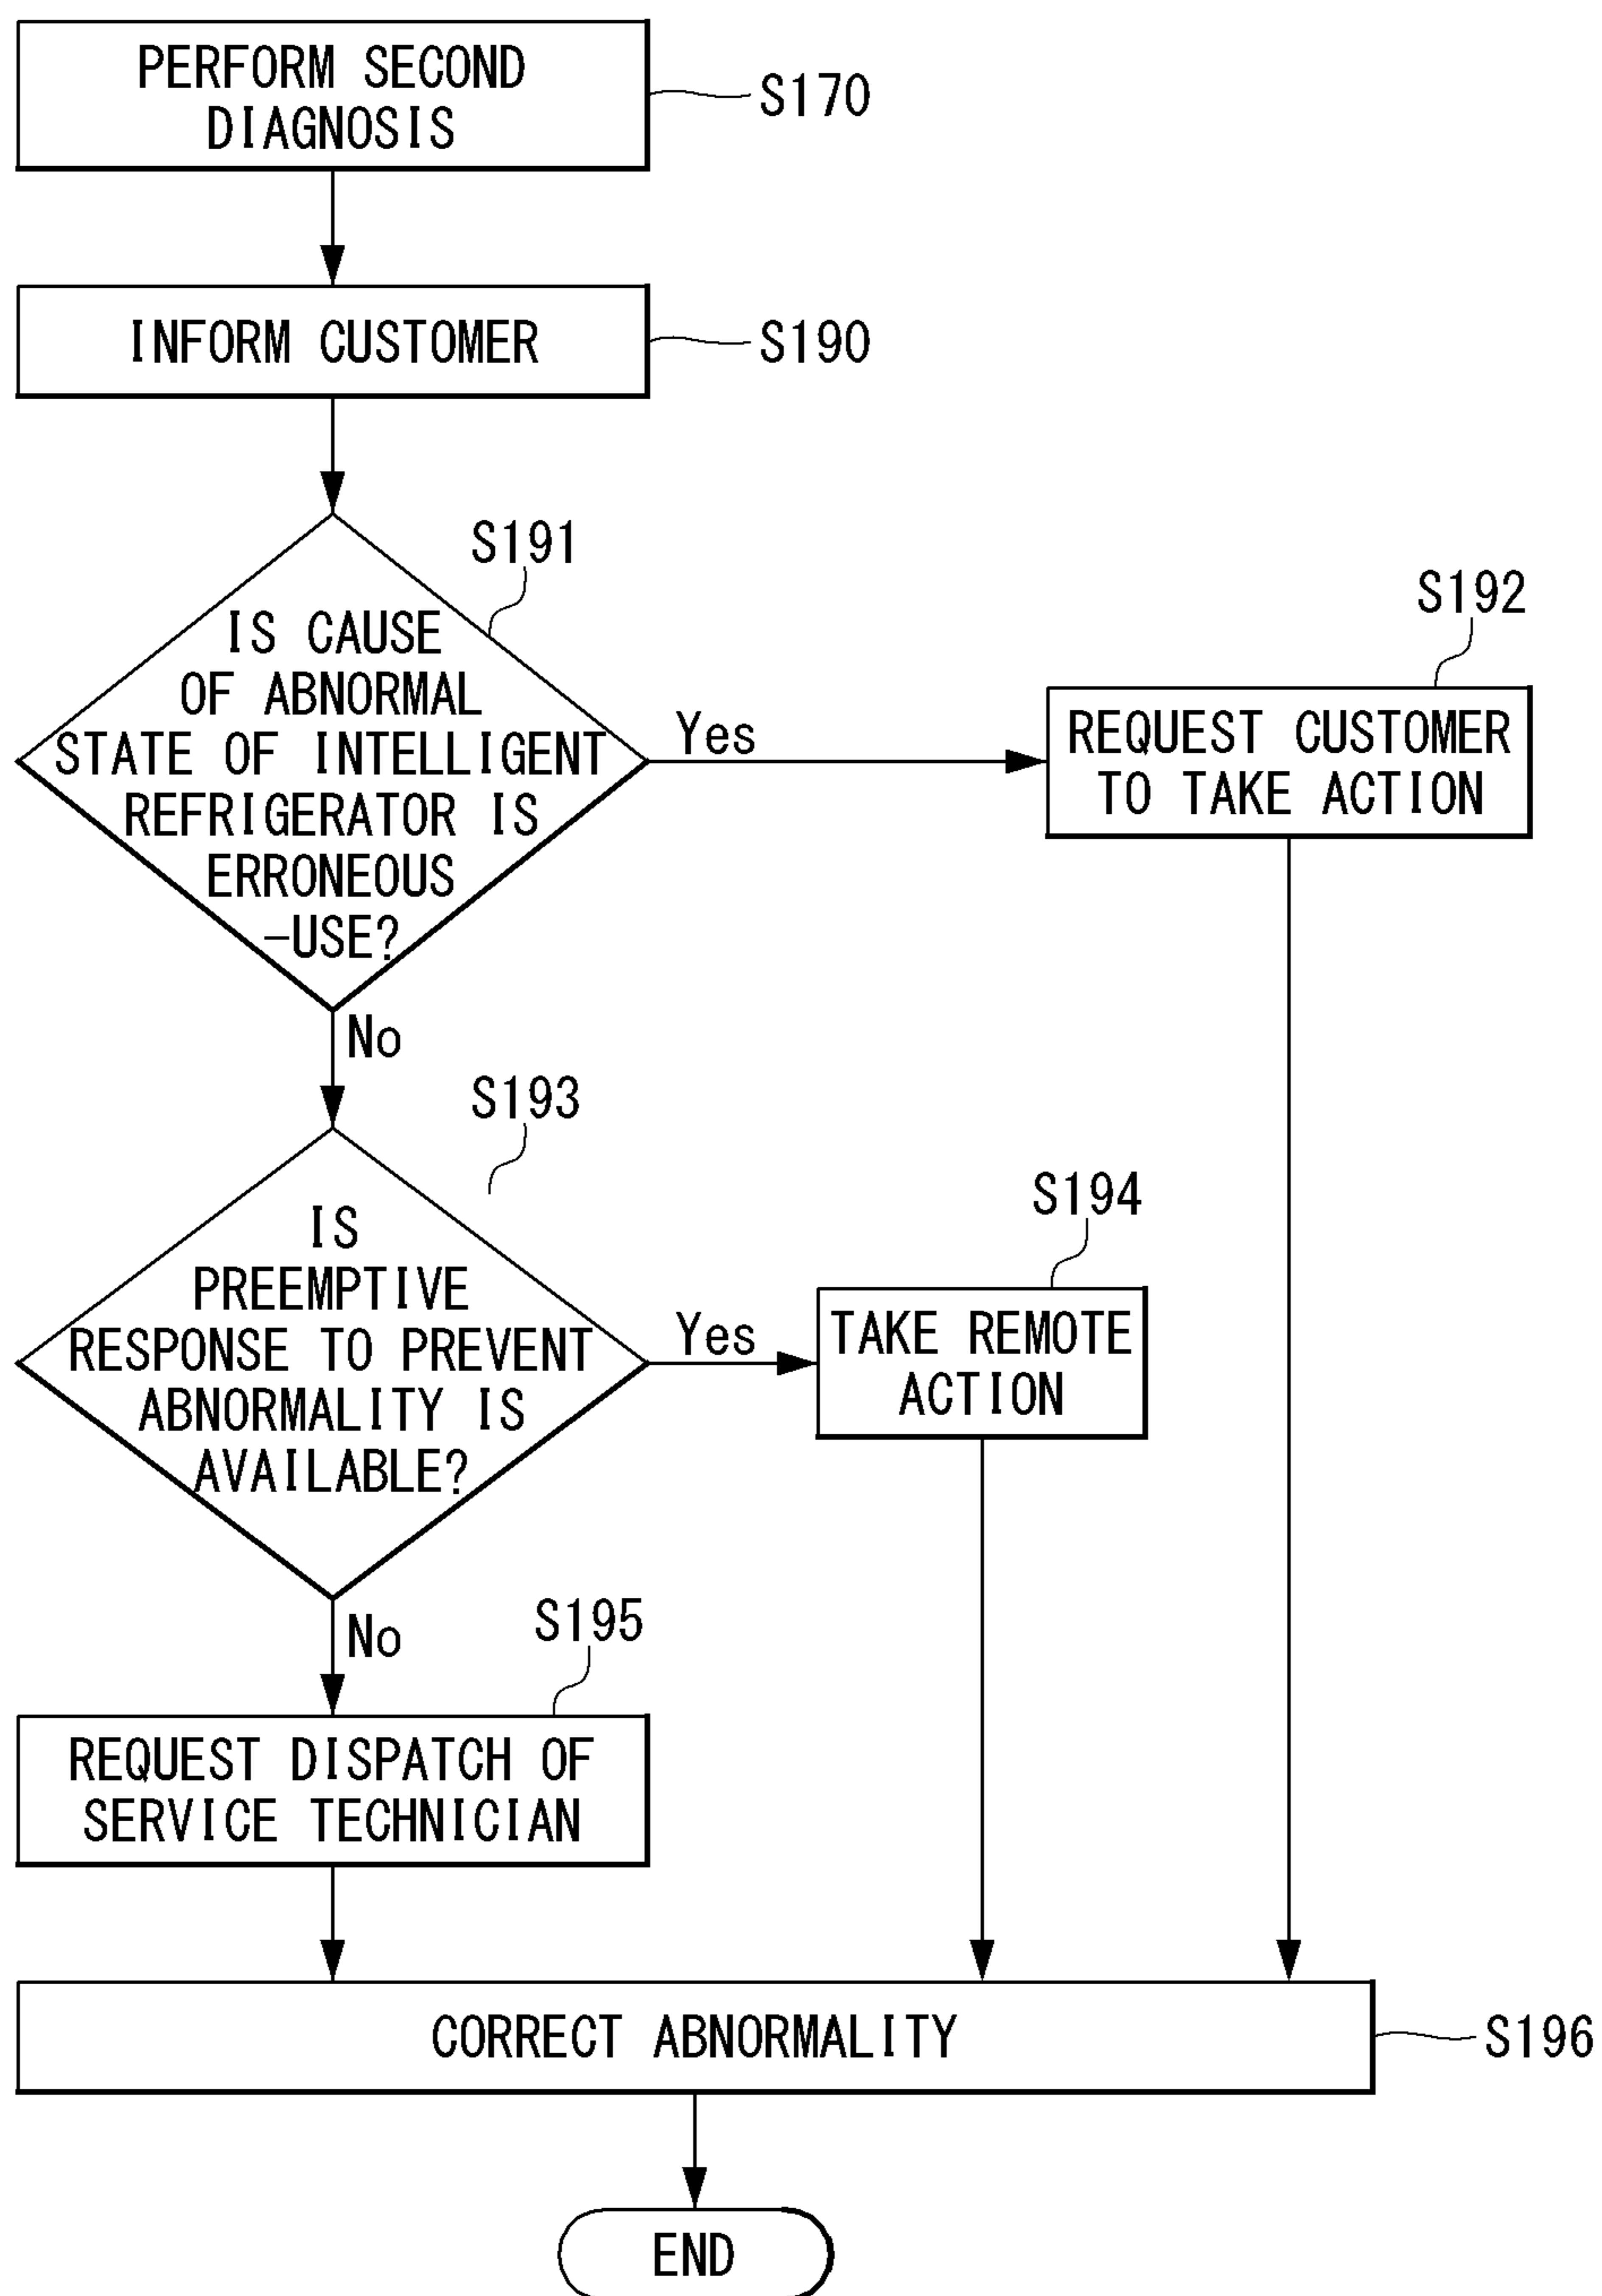 PERFORM SECOND
DIAGNOSIS
S170
INFORM CUSTOMER
S190
S191
IS CAUSE
OF ABNORMAL
STATE OF INTELLIGENT
REFRIGERATOR IS
ERRONEOUS
-USE?
Yes
S192
REQUEST CUSTOMER
TO TAKE ACTION
No
S193
IS
PREEMPTIVE
RESPONSE TO PREVENT
ABNORMALITY IS
AVAILABLE?
Yes
S194
TAKE REMOTE
ACTION
No
S195
REQUEST DISPATCH OF
SERVICE TECHNICIAN
CORRECT ABNORMALITY
S196
END